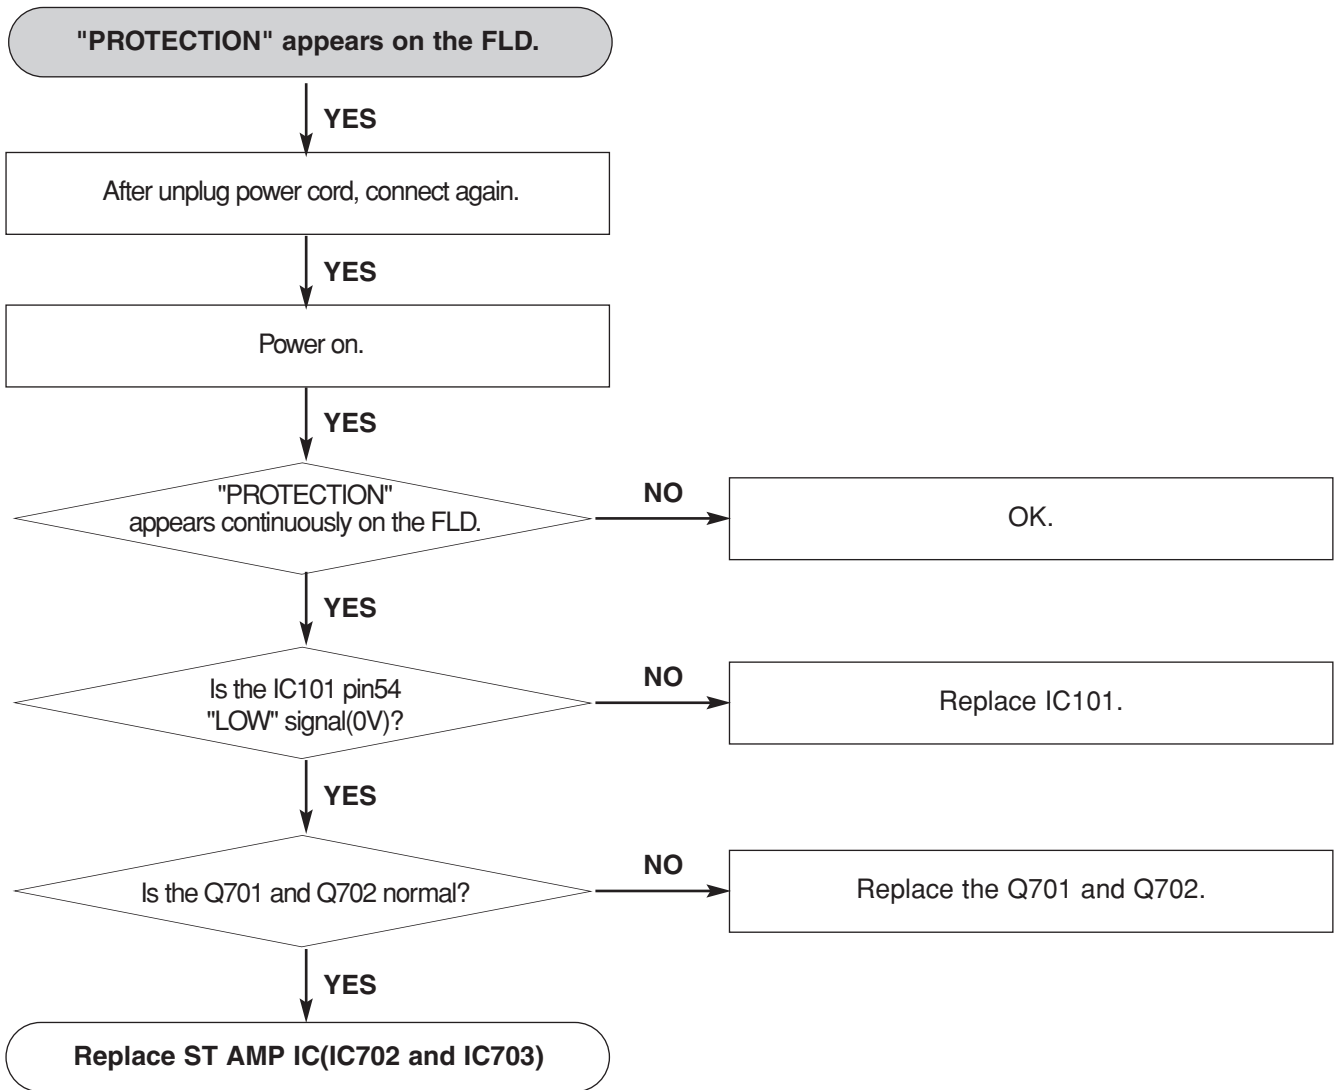 "PROTECTION" appears on the FLD.
YES
After unplug power cord, connect again.
YES
Power on.
YES
"PROTECTION"
appears continuously on the FLD.
NO
OK.
YES
Is the IC101 pin54
"LOW" signal(0V)?
NO
Replace IC101.
YES
Is the Q701 and Q702 normal?
NO
Replace the Q701 and Q702.
YES
Replace ST AMP IC(IC702 and IC703)